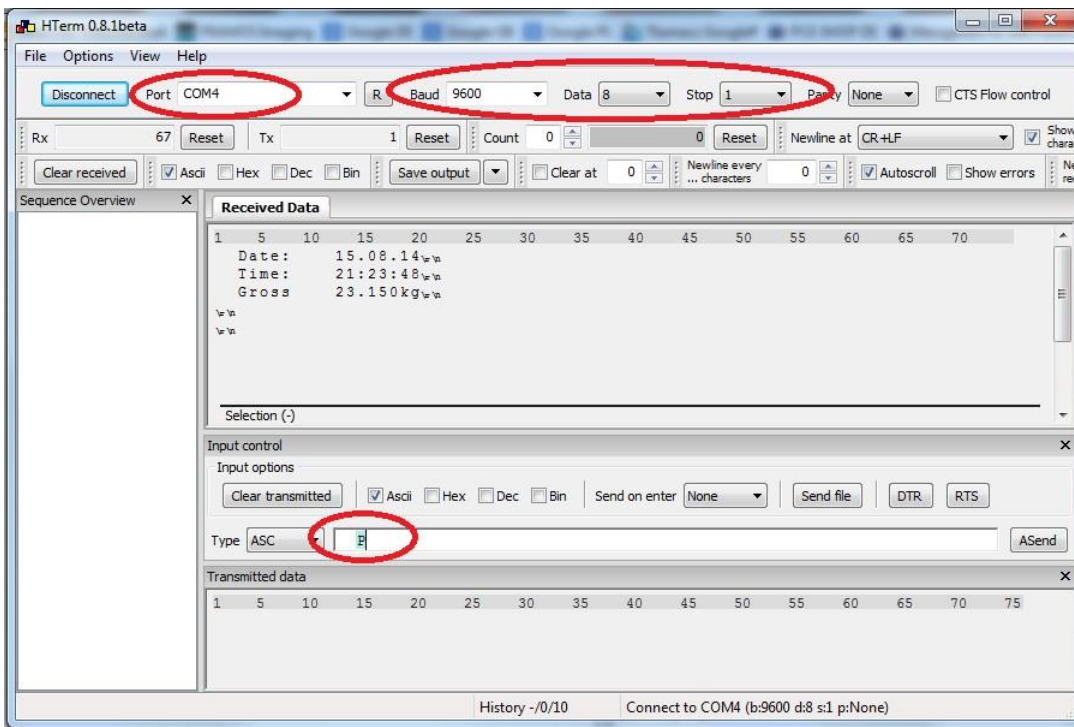 HTerm 0.8.1beta
File Options View Help
Disconnect Port COM4 R Baud 9600 Data 8 Stop 1 Parity None CTS Flow control
Rx 67 Reset Tx 1 Reset Count 0 0 Reset Newline at CR+LF Show
chara
Clear received Ascii Hex Dec Bin Save output Clear at 0 Newline every
... characters 0 Autoscroll Show errors Ne
rec
Sequence Overview
Received Data
1 5 10 15 20 25 30 35 40 45 50 55 60 65 70
Date: 15.08.14\r\n
Time: 21:23:48\r\n
Gross 23.150kg\r\n
\r\n
\r\n
Selection (-)
Input control
Input options
Clear transmitted Ascii Hex Dec Bin Send on enter None Send file DTR RTS
Type ASC P ASend
Transmitted data
1 5 10 15 20 25 30 35 40 45 50 55 60 65 70 75
History -/0/10 Connect to COM4 (b:9600 d:8 s:1 p:None)